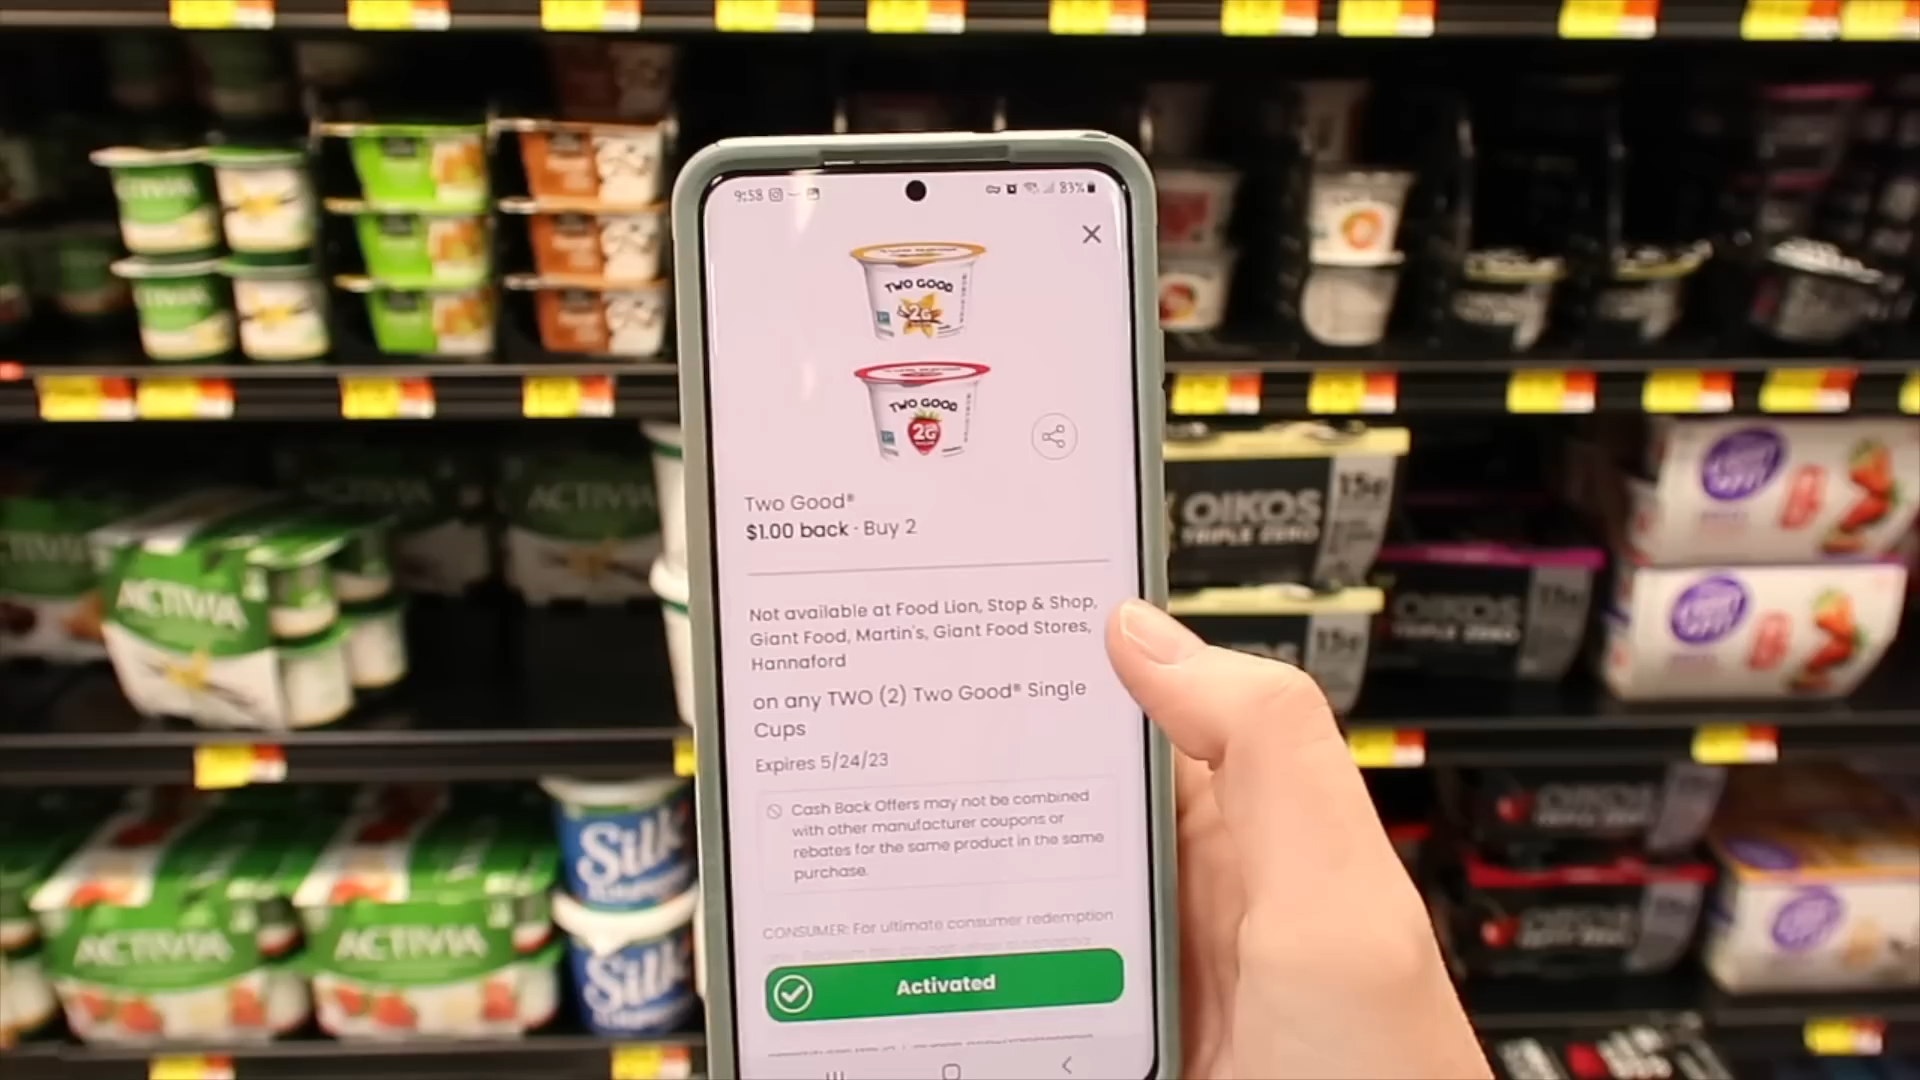 9:58
83%
TWO GOOD
2G
TWO GOOD
2G
Two Good®
$1.00 back · Buy 2
Not available at Food Lion, Stop & Shop,
Giant Food, Martin's, Giant Food Stores,
Hannaford
on any TWO (2) Two Good® Single
Cups
Expires 5/24/23
Cash Back Offers may not be combined
with other manufacturer coupons or
rebates for the same product in the same
purchase.
CONSUMER: For ultimate consumer redemption
Activated
ACTIVIA
ACTIVIA
OIKOS
TRIPLE ZERO
15g
OIKOS
TRIPLE ZERO
15g
ACTIVIA
ACTIVIA
ACTIVIA
Silk
Silk